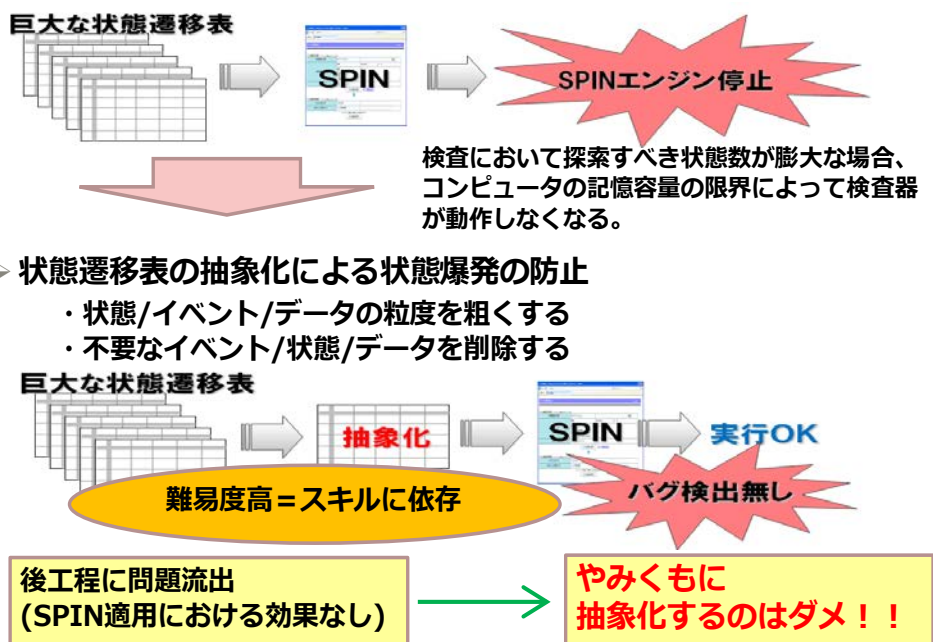 巨大な状態遷移表
SPIN
SPINエンジン停止
検査において探索すべき状態数が膨大な場合、
コンピュータの記憶容量の限界によって検査器
が動作しなくなる。
状態遷移表の抽象化による状態爆発の防止
・状態/イベント/データの粒度を粗くする
・不要なイベント/状態/データを削除する
巨大な状態遷移表
抽象化
SPIN
実行OK
難易度高＝スキルに依存
バグ検出無し
後工程に問題流出
(SPIN適用における効果なし)
やみくもに
抽象化するのはダメ！！